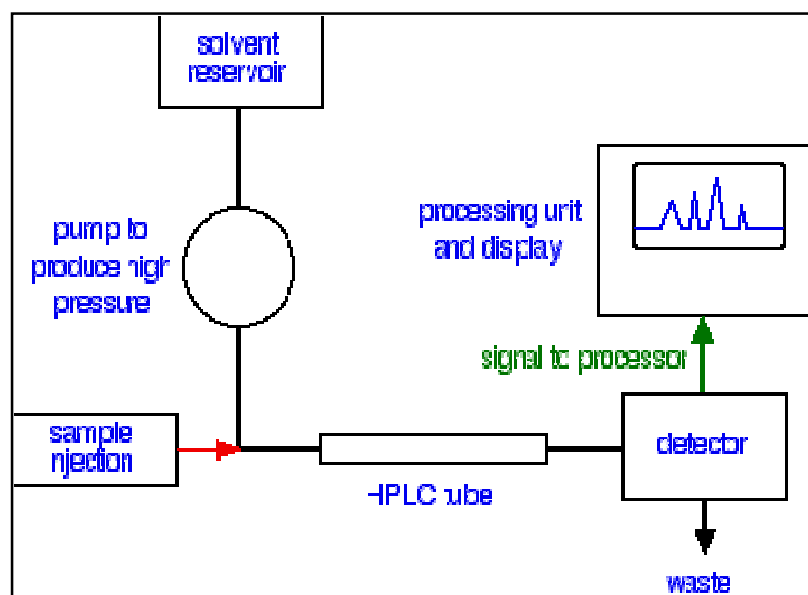 solvent
reservoir
pump to
produce high
pressure
processing unit
and display
signal to processor
sample
injection
detector
HPLC tube
waste